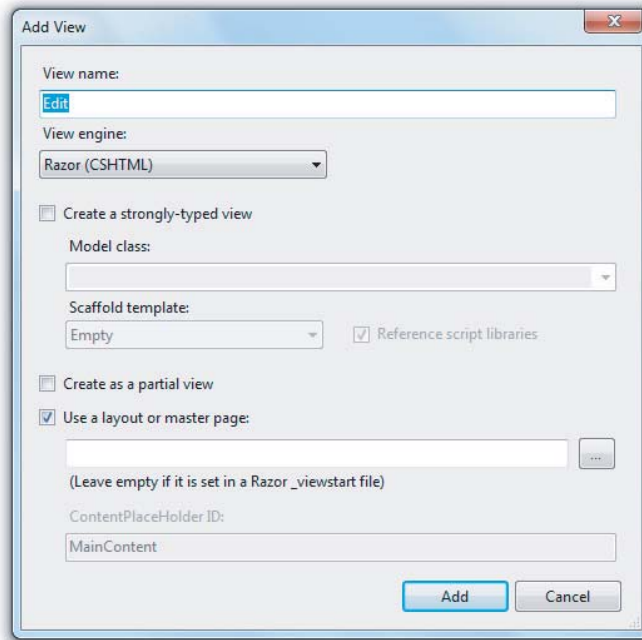 Add View
View name:
Edit
View engine:
Razor (CSHTML)
Create a strongly-typed view
Model class:
Scaffold template:
Empty
Reference script libraries
Create as a partial view
Use a layout or master page:
...
(Leave empty if it is set in a Razor _viewstart file)
ContentPlaceHolder ID:
MainContent
Add
Cancel